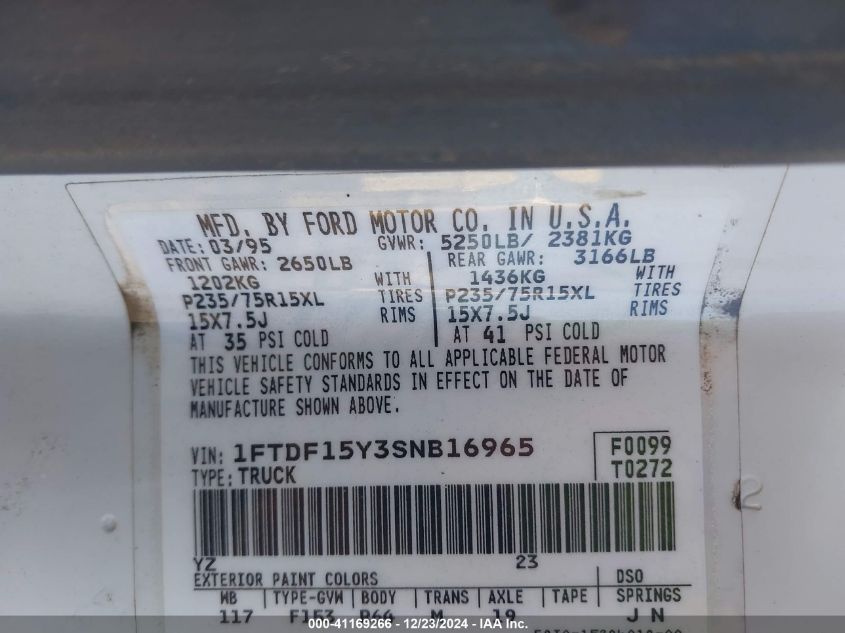 MFD. BY FORD MOTOR CO. IN U.S.A.
DATE: 03/95 GVWR: 5250LB/ 2381KG
FRONT GAWR: 2650LB REAR GAWR: 3166LB
1202KG WITH 1436KG WITH
P235/75R15XL TIRES P235/75R15XL TIRES
15X7.5J RIMS 15X7.5J RIMS
AT 35 PSI COLD AT 41 PSI COLD
THIS VEHICLE CONFORMS TO ALL APPLICABLE FEDERAL MOTOR
VEHICLE SAFETY STANDARDS IN EFFECT ON THE DATE OF
MANUFACTURE SHOWN ABOVE.
VIN: 1FTDF15Y3SNB16965 F0099
TYPE: TRUCK T0272
2
YZ 23
EXTERIOR PAINT COLORS DSO
WB TYPE-GVW BODY TRANS AXLE TAPE SPRINGS
117 F153 M 19 J N
000-41169266 - 12/23/2024 - IAA Inc.